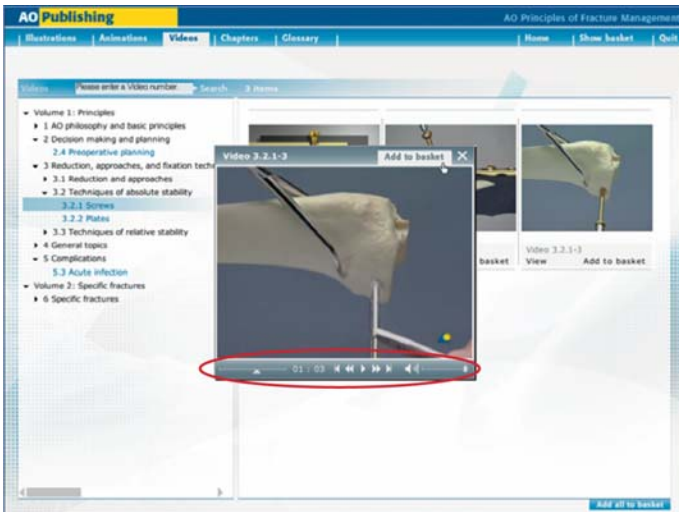 AO Publishing
AO Principles of Fracture Management
Illustrations | Animations | Videos | Chapters | Glossary
Home | Show basket | Quit
Videos Please enter a Video number. Search 3 items
Volume 1: Principles
1 AO philosophy and basic principles
2 Decision making and planning
2.4 Preoperative planning
3 Reduction, approaches, and fixation techn
3.1 Reduction and approaches
3.2 Techniques of absolute stability
3.2.1 Screws
3.2.2 Plates
3.3 Techniques of relative stability
4 General topics
5 Complications
5.3 Acute infection
Volume 2: Specific fractures
6 Specific fractures
Video 3.2.1-3 Add to basket
01 : 03
basket
Video 3.2.1-3
View Add to basket
Add all to basket